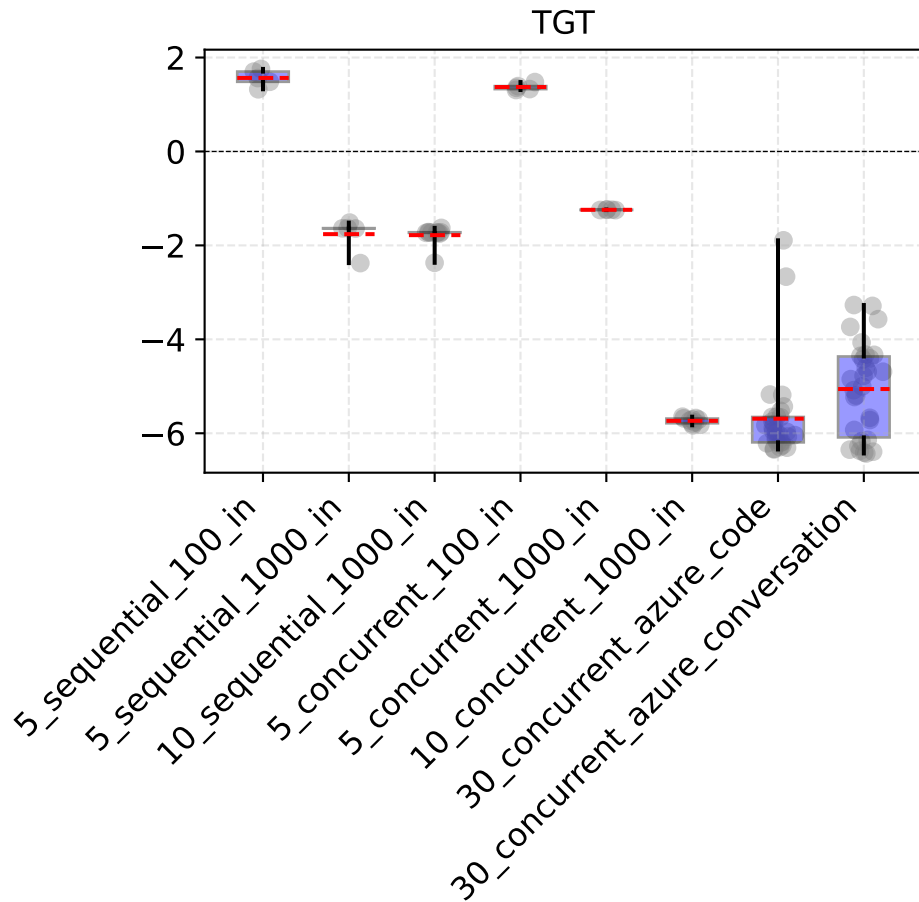 TGT
2
0
−2
−4
−6
5_sequential_100_in
5_sequential_1000_in
10_sequential_1000_in
5_concurrent_100_in
5_concurrent_1000_in
10_concurrent_1000_in
30_concurrent_azure_code
30_concurrent_azure_conversation